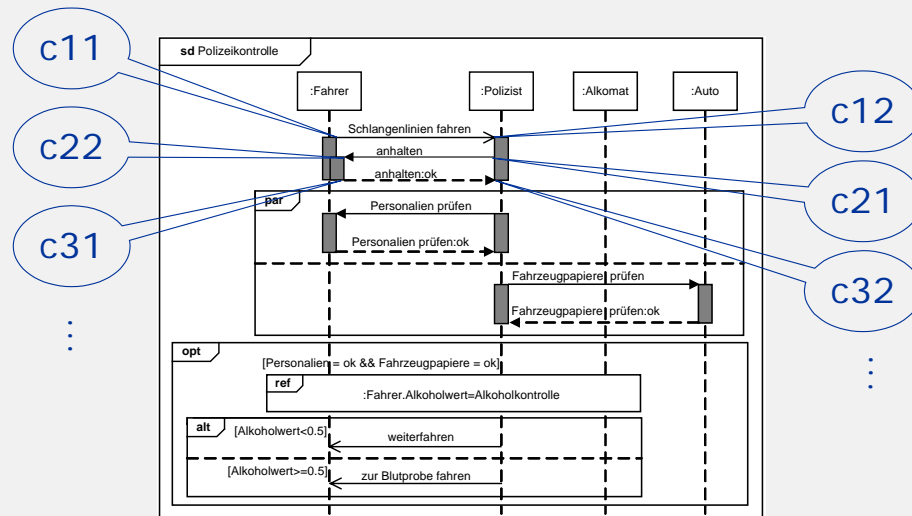 c11
sd Polizeikontrolle
:Fahrer
:Polizist
:Alkomat
:Auto
c12
Schlangenlinien fahren
c22
anhalten
anhalten:ok
c21
par
Personalien prüfen
c31
Personalien prüfen:ok
c32
Fahrzeugpapiere prüfen
Fahrzeugpapiere prüfen:ok
...
...
opt
[Personalien = ok && Fahrzeugpapiere = ok]
ref
:Fahrer.Alkoholwert=Alkoholkontrolle
alt
[Alkoholwert<0.5]
weiterfahren
[Alkoholwert>=0.5]
zur Blutprobe fahren